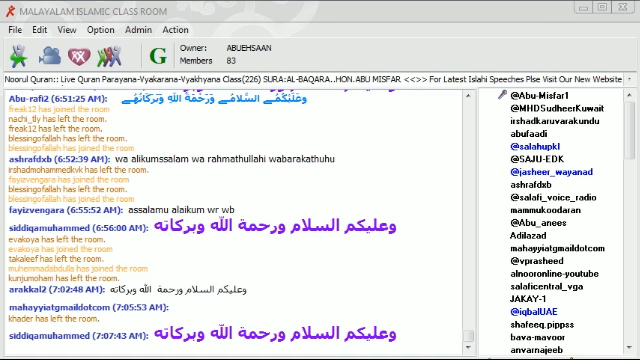 MALAYALAM ISLAMIC CLASS ROOM
File Edit View Options Admin Action
G
Owner: ABUEHSAAN
Members 83
Noorul Quran:: Live Quran Parayana-Vyakarana-Vyakhyana Class(226) SURA:AL-BAQARA..HON.ABU MISFAR <<>> For Latest Islahi Speeches Plse Visit Our New Website
Abu-rafi2 (6:51:25 AM): وَعَلَيْكُمُ السَّلَامُ وَرَحْمَةُ اللهِ وَبَرَكَاتُهُ
freak12 has joined the room
nachi_tly has left the room.
freak12 has left the room.
blessingofallah has joined the room
blessingofallah has left the room.
ashrafdxb (6:52:39 AM): wa alikumssalam wa rahmathullahi wabarakathuhu
irshadmohammedkvk has left the room.
fayizvengara has joined the room
blessingofallah has left the room.
fayizvengara (6:55:52 AM): assalamu alaikum wr wb
siddiqamuhammed (6:56:00 AM): وعليكم السلام ورحمة الله وبركاته
evakoya has left the room.
evakoya has joined the room
takaleef has left the room.
muhammadabdulla has joined the room
kunjumoham has left the room.
arakkal2 (7:02:48 AM): وعليكم السلام ورحمة الله وبركاته
mahayyiatgmaildotcom (7:05:53 AM):
khader has left the room.
siddiqamuhammed (7:07:43 AM): وعليكم السلام ورحمة الله وبركاته
@Abu-Misfar1
@MHDSudheerKuwait
irshadkaruvarakundu
abufaadi
@salahupkl
@SAJU-EDK
@jasheer_wayanad
ashrafdxb
@salafi_voice_radio
mammukoodaran
@Abu_anees
Adilazad
mahayyiatgmaildotcom
@vprasheed
alnooronline-youtube
salaficentral_vga
JAKAY-1
@iqbalUAE
shafeeq.pippss
bava-mavoor
anvarnajeeb